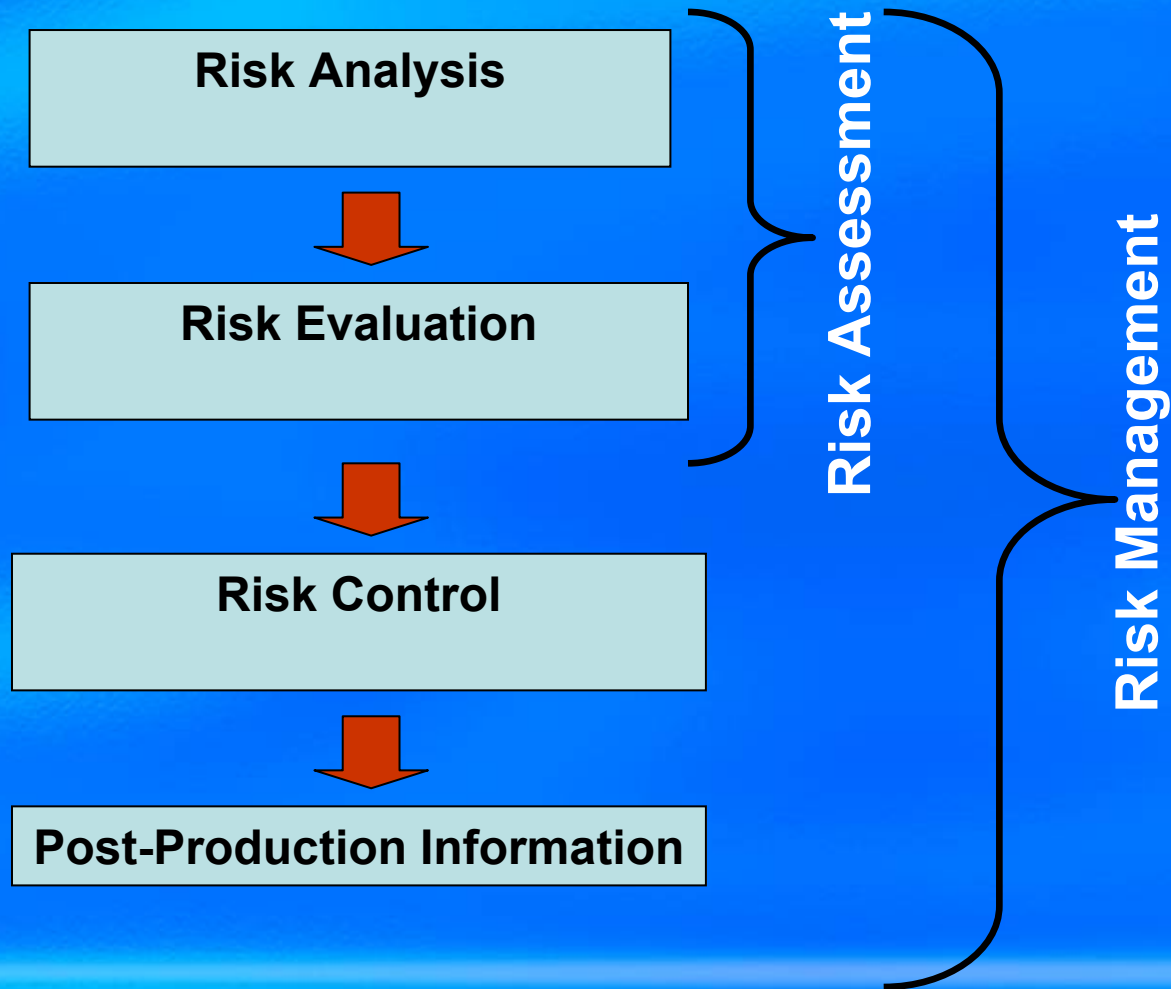 Risk Analysis
Risk Evaluation
Risk Control
Post-Production Information
Risk Assessment
Risk Management